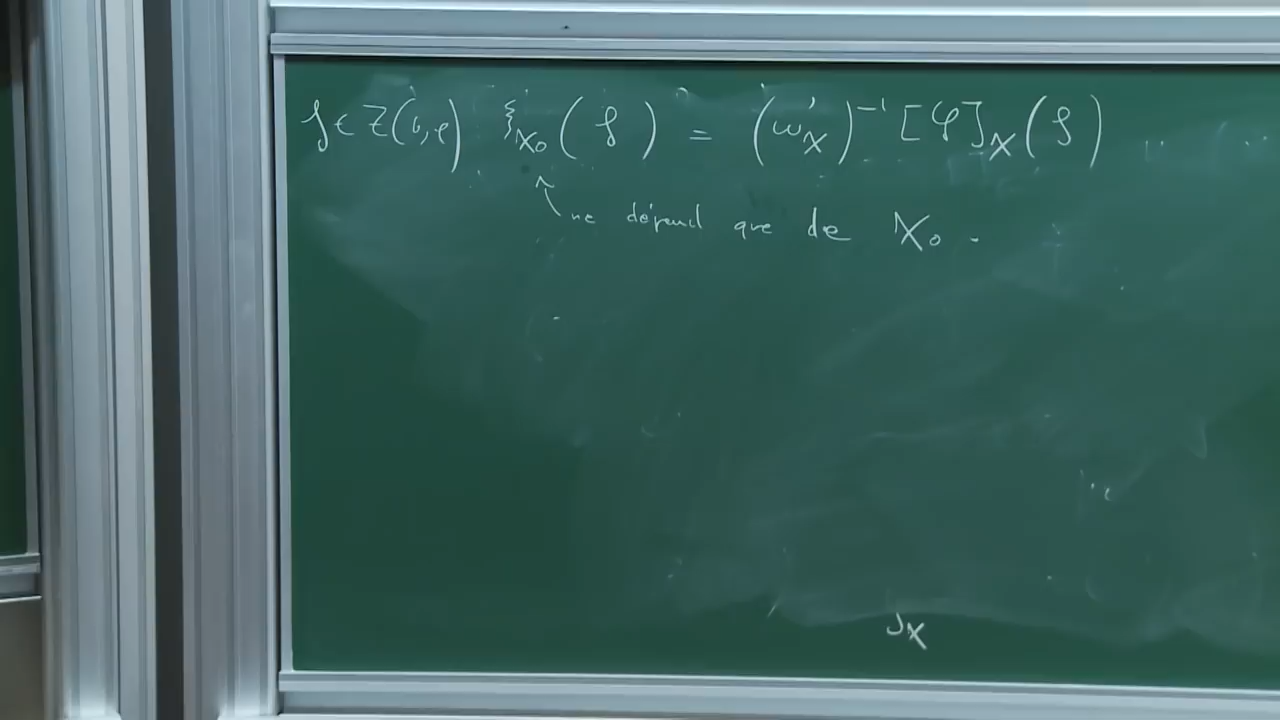 ζ ∈ Z(b,e) ξ_{X₀}(ζ) = (ω'_X)^{-1} [φ]_X(ζ)
ne dépend que de X₀.
X